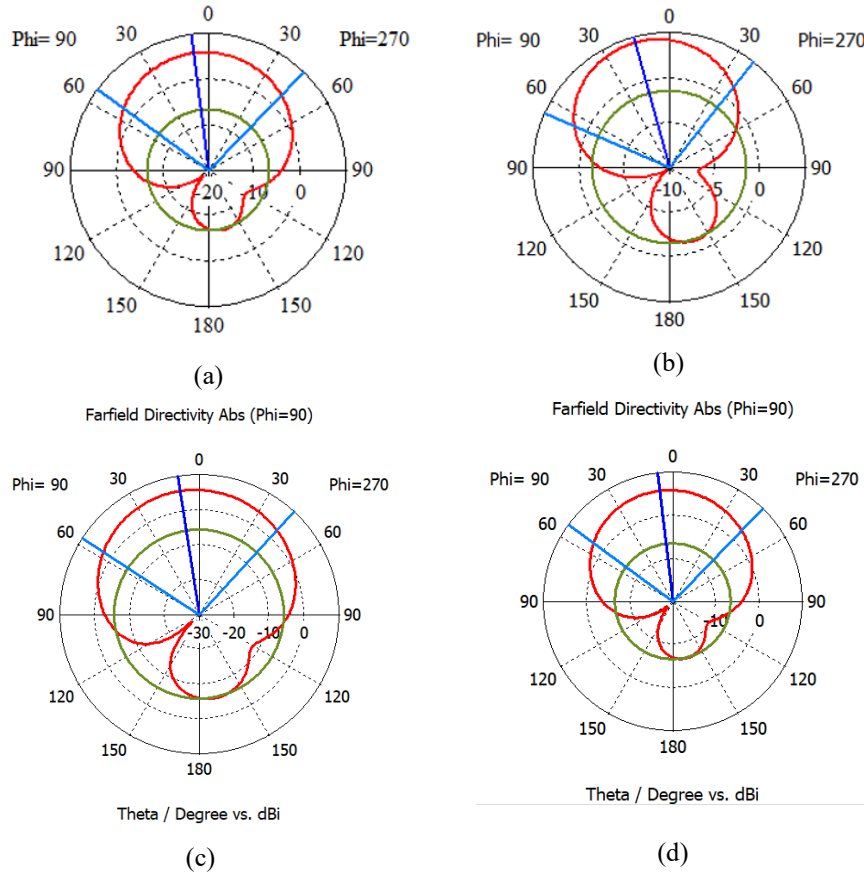 0
Phi= 90 30 30 Phi=270
60 60
90 -20 -10 0 90
120 120
150 150
180
(a)
0
Phi= 90 30 30 Phi=270
60 60
90 -10 -5 0 90
120 120
150 150
180
(b)
Farfield Directivity Abs (Phi=90)
0
Phi= 90 30 30 Phi=270
60 60
90 -30 -20 -10 0 90
120 120
150 150
180
Theta / Degree vs. dBi
(c)
Farfield Directivity Abs (Phi=90)
0
Phi= 90 30 30 Phi=270
60 60
90 -10 0 90
120 120
150 150
180
Theta / Degree vs. dBi
(d)